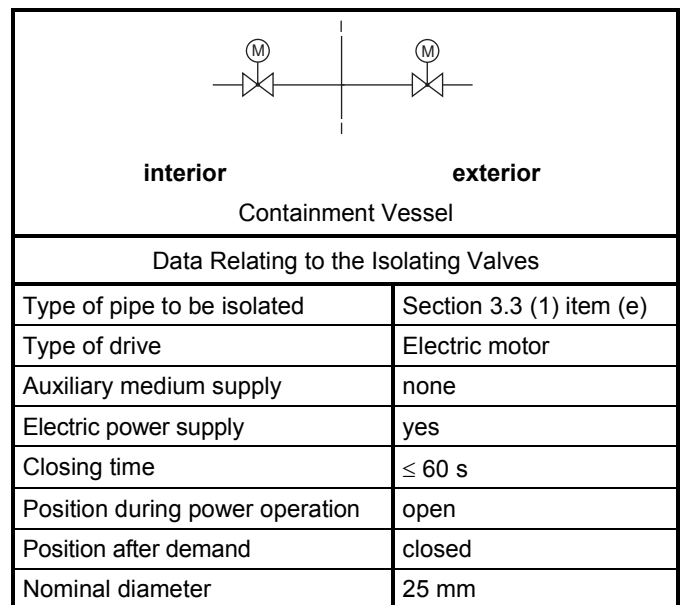 M M
interior exterior
Containment Vessel
Data Relating to the Isolating Valves
Type of pipe to be isolated Section 3.3 (1) item (e)
Type of drive Electric motor
Auxiliary medium supply none
Electric power supply yes
Closing time ≤ 60 s
Position during power operation open
Position after demand closed
Nominal diameter 25 mm